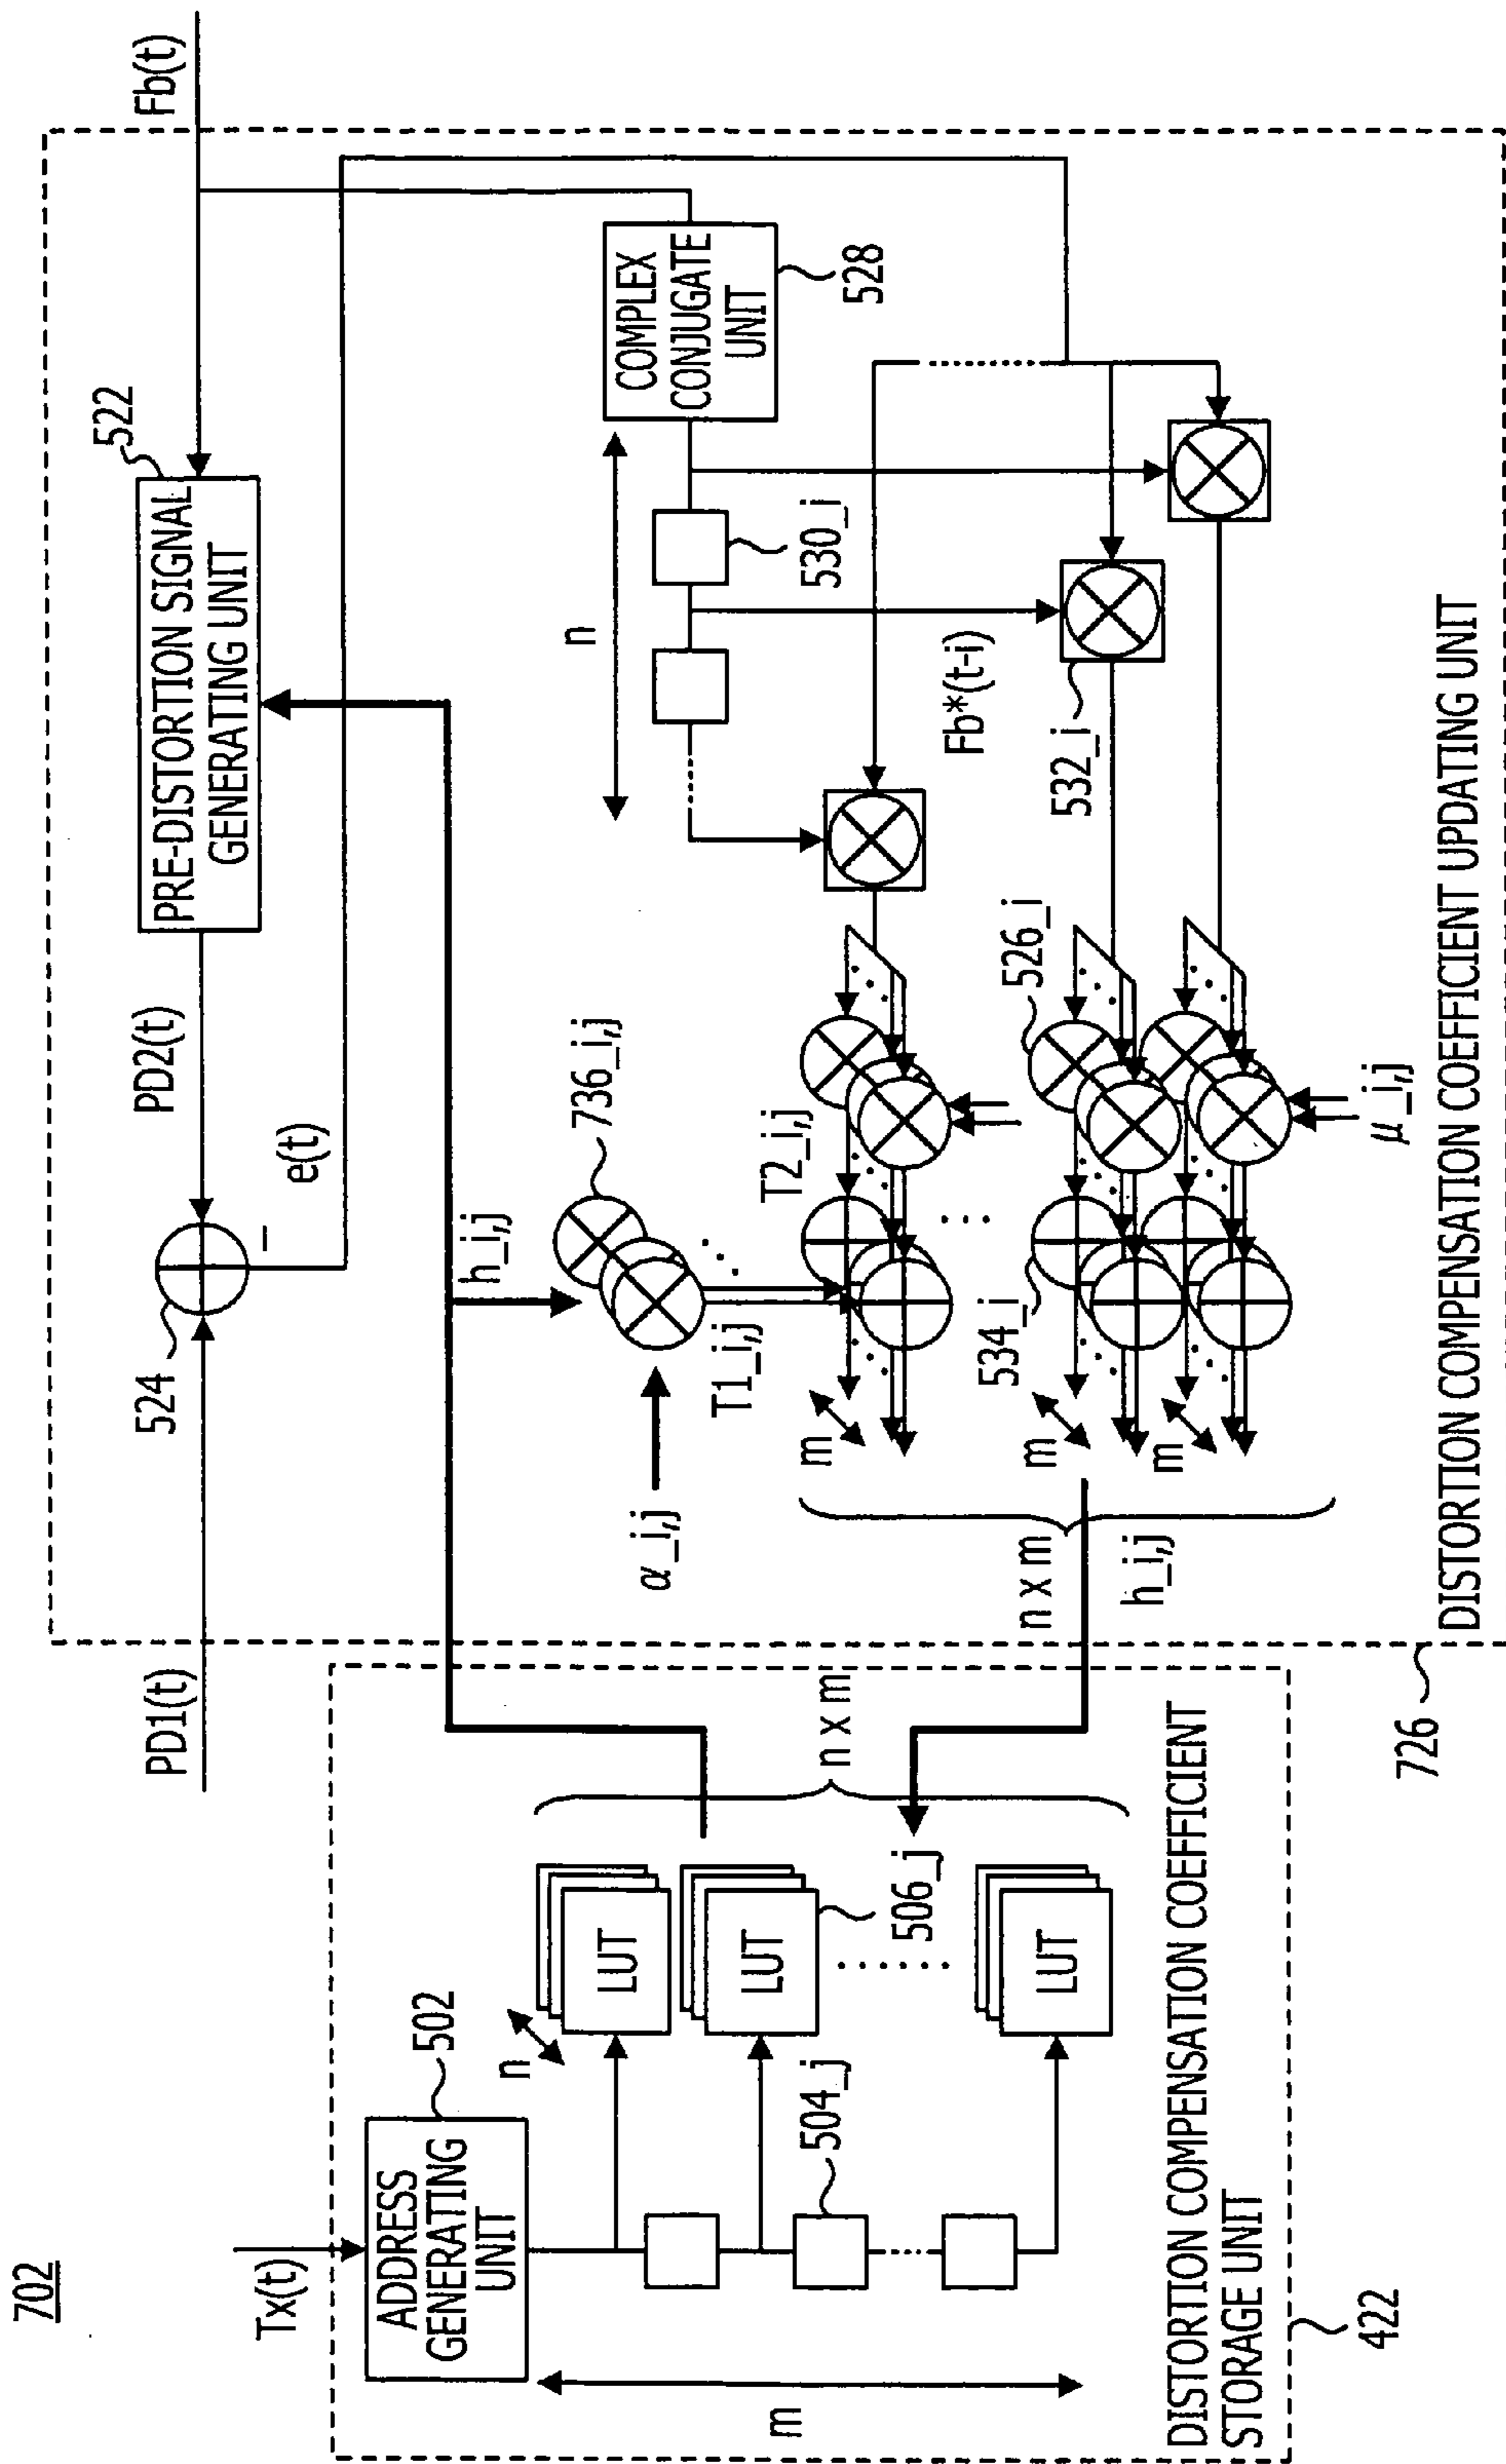 702
Tx(t)
ADDRESS
GENERATING
UNIT
502
m
n
LUT
LUT
LUT
504_j
506_j
n x m
DISTORTION COMPENSATION COEFFICIENT
STORAGE UNIT
422
PD1(t)
524
PD2(t)
−
e(t)
522
PRE-DISTORTION SIGNAL
GENERATING UNIT
Fb(t)
h_i,j
α_i,j
736_i,j
T1_i,j
T2_i,j
n
COMPLEX
CONJUGATE
UNIT
528
530_i
Fb*(t-i)
532_i
526_i
534_i
m
m
m
μ_i,j
n x m
h_i,j
726
DISTORTION COMPENSATION COEFFICIENT UPDATING UNIT